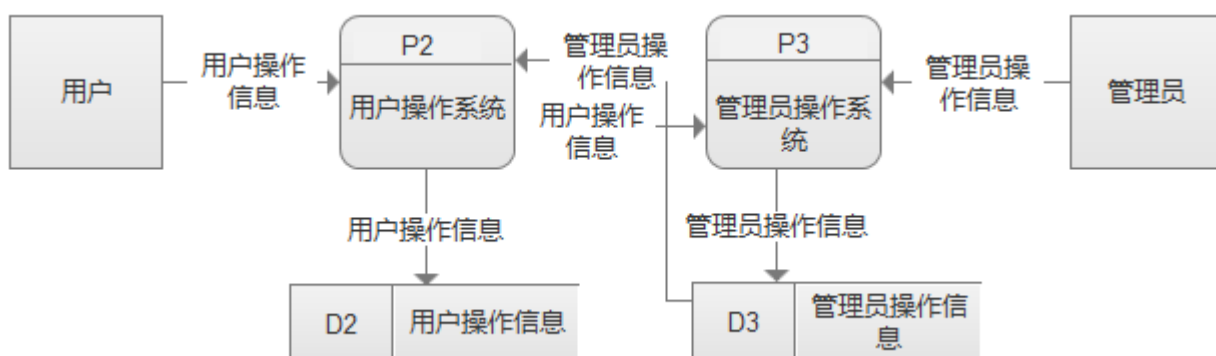 用户
用户操作
信息
P2
用户操作系统
管理员操
作信息
用户操作
信息
P3
管理员操作系
统
管理员操
作信息
管理员
用户操作信息
管理员操作信息
D2
用户操作信息
D3
管理员操作信
息